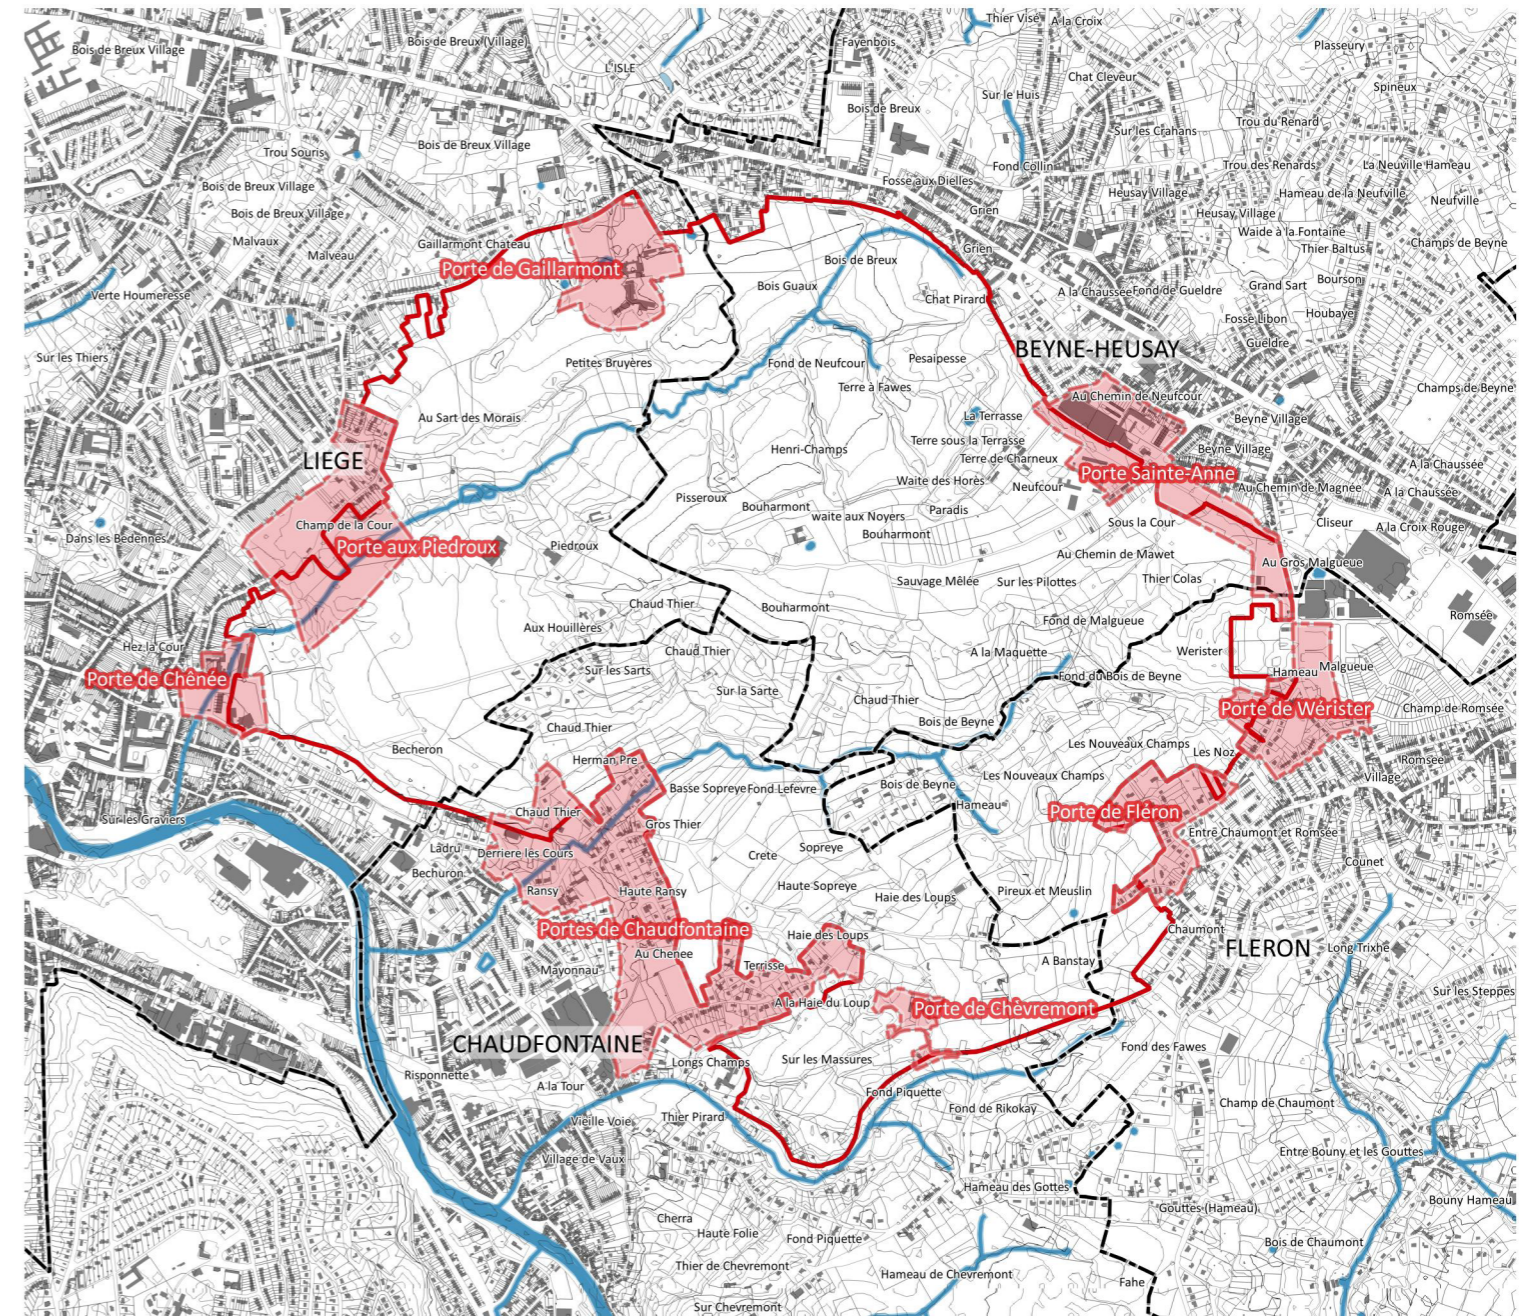 Thier Visé
A la Croix
Bois de Breux Village
Bois de Breux (Village)
Fayenbois
Plasseury
L'ISLE
Chat Cleveur
Spineux
Sur le Huis
Bois de Breux
Trou du Renard
Sur les Crahans
Trou Souris
Bois de Breux Village
Fond Collin
Trou des Renards
La Neuville Hameau
Bois de Breux Village
Fosse aux Dielles
Heusay Village
Hameau de la Neufville
Neufville
Bois de Breux Village
Grien
Heusay Village
Waide à la Fontaine
Malvaux
Gaillarmont Chateau
Grien
Thier Baltus
Champs de Beyne
Malveau
Bois de Breux
Porte de Gaillarmont
Bourson
Verte Houmeresse
Bois Guaux
Chat Pirard
A la Chaussée
Fond de Gueldre
Grand Sart
Fosse Libon
Houbaye
Sur les Thiers
Petites Bruyères
Fond de Neufcour
Pesaipesse
BEYNE-HEUSAY
Gueldre
Terre à Fawes
Champs de Beyne
Au Chemin de Neufcour
Au Sart des Morais
La Terrasse
Beyne Village
Terre sous la Terrasse
LIEGE
Henri-Champs
Terre de Charneux
Beyne Village
A la Chaussée
Waite des Horès
Neufcour
Porte Sainte-Anne
Pisseroux
Au Chemin de Magnée
A la Chaussée
Bouharmont
waite aux Noyers
Paradis
Champ de la Cour
Sous la Cour
Cliseur
A la Croix Rouge
Dans les Bedennes
Bouharmont
Porte aux Piedroux
Piedroux
Au Chemin de Mawet
Au Gros Malgueue
Sauvage Mêlée
Sur les Pilottes
Thier Colas
Chaud Thier
Bouharmont
Romsée
Aux Houillères
Fond de Malgueue
Hez la Cour
Chaud Thier
A la Maquette
Werister
Porte de Chênée
Sur les Sarts
Fond du Bois de Beyne
Hameau
Malgueue
Sur la Sarte
Chaud Thier
Porte de Wérister
Champ de Romsée
Chaud Thier
Bois de Beyne
Becheron
Les Nouveaux Champs
Les Noz
Herman Pre
Romsee
Basse Sopreye
Fond Lefevre
Bois de Beyne
Les Nouveaux Champs
Village
Chaud Thier
Hameau
Porte de Fléron
Sur les Graviers
Gros Thier
Entre Chaumont et Romsée
Ladru
Derriere les Cours
Crete
Sopreye
Counet
Bechuron
Ransy
Haute Ransy
Haute Sopreye
Haie des Loups
Pireux et Meuslin
Portes de Chaudfontaine
Haie des Loups
Chaumont
FLERON
Long Trixhe
Au Chenee
Mayonnau
Terrisse
A Banstay
Sur les Steppes
A la Haie du Loup
Porte de Chèvremont
CHAUDFONTAINE
Longs Champs
Sur les Massures
Fond des Fawes
Risponnette
A la Tour
Fond Piquette
Champ de Chaumont
Vieille Voie
Thier Pirard
Fond de Rikokay
Village de Vaux
Entre Bouny et les Gouttes
Hameau des Gottes
Bouny Hameau
Gouttes (Hameau)
Cherra
Haute Folie
Fond Piquette
Bois de Chaumont
Thier de Chevremont
Hameau de Chevremont
Fahe
Sur Chevremont